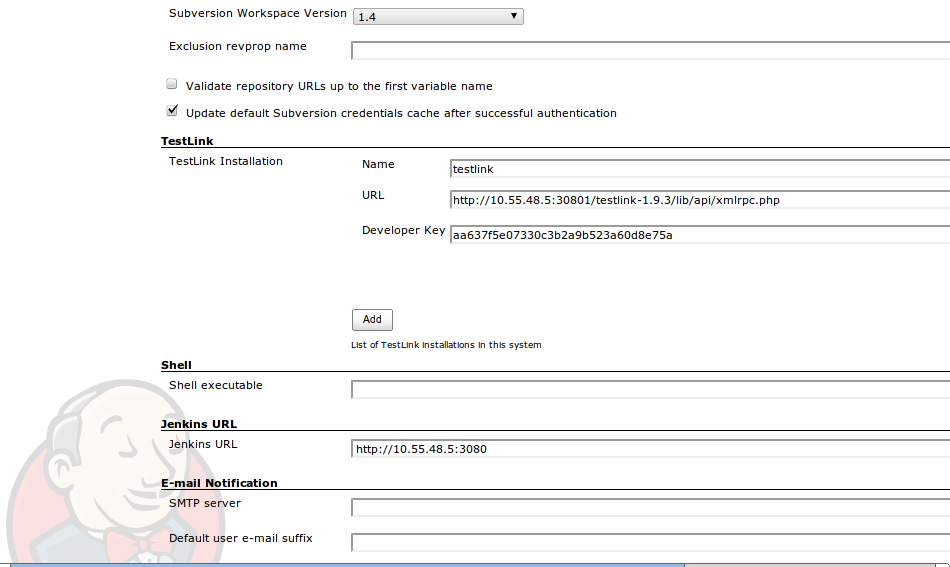 Subversion Workspace Version 1.4
Exclusion revprop name
Validate repository URLs up to the first variable name
Update default Subversion credentials cache after successful authentication
TestLink
TestLink Installation
Name testlink
URL http://10.55.48.5:30801/testlink-1.9.3/lib/api/xmlrpc.php
Developer Key aa637f5e07330c3b2a9b523a60d8e75a
Add
List of TestLink installations in this system
Shell
Shell executable
Jenkins URL
Jenkins URL http://10.55.48.5:3080
E-mail Notification
SMTP server
Default user e-mail suffix